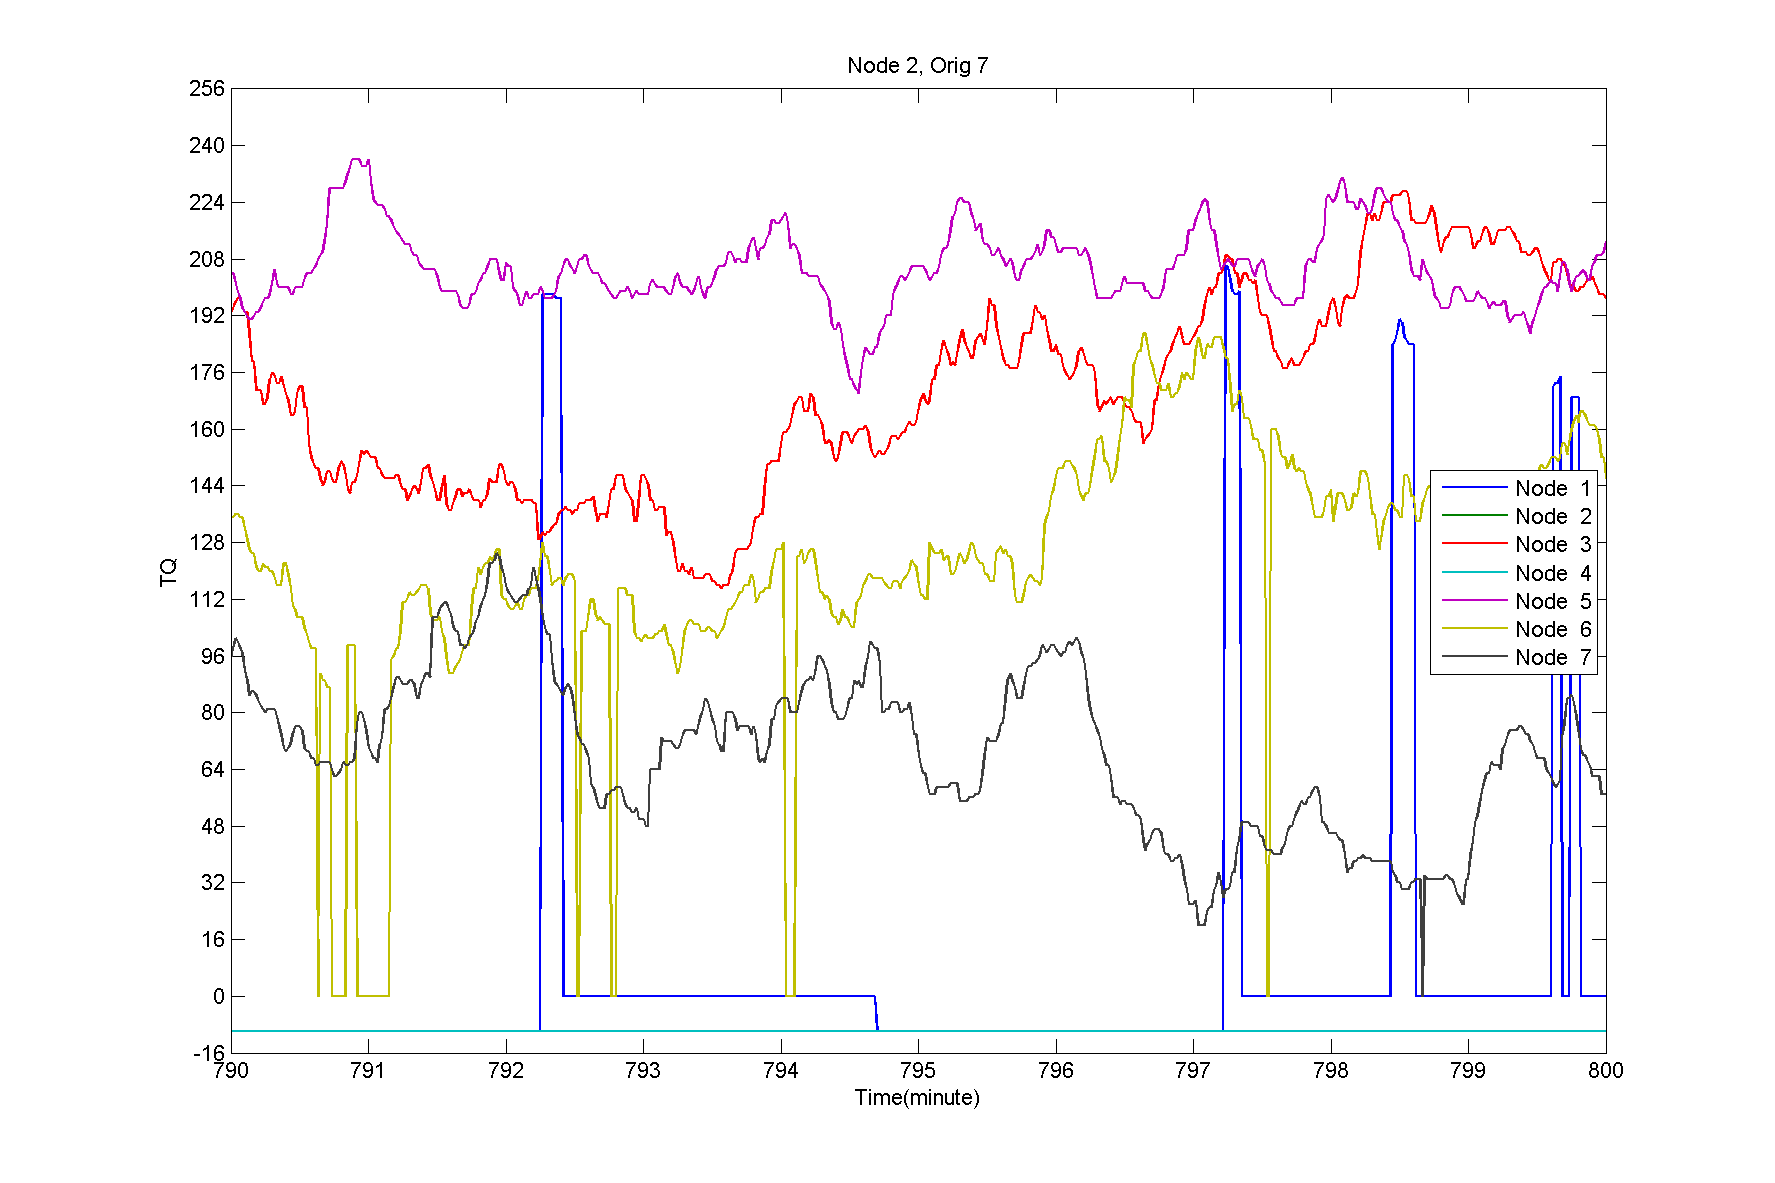 Node 2, Orig 7
256
240
224
208
192
176
160
144
128
112
96
80
64
48
32
16
0
-16
TQ
Node 1
Node 2
Node 3
Node 4
Node 5
Node 6
Node 7
790 791 792 793 794 795 796 797 798 799 800
Time(minute)